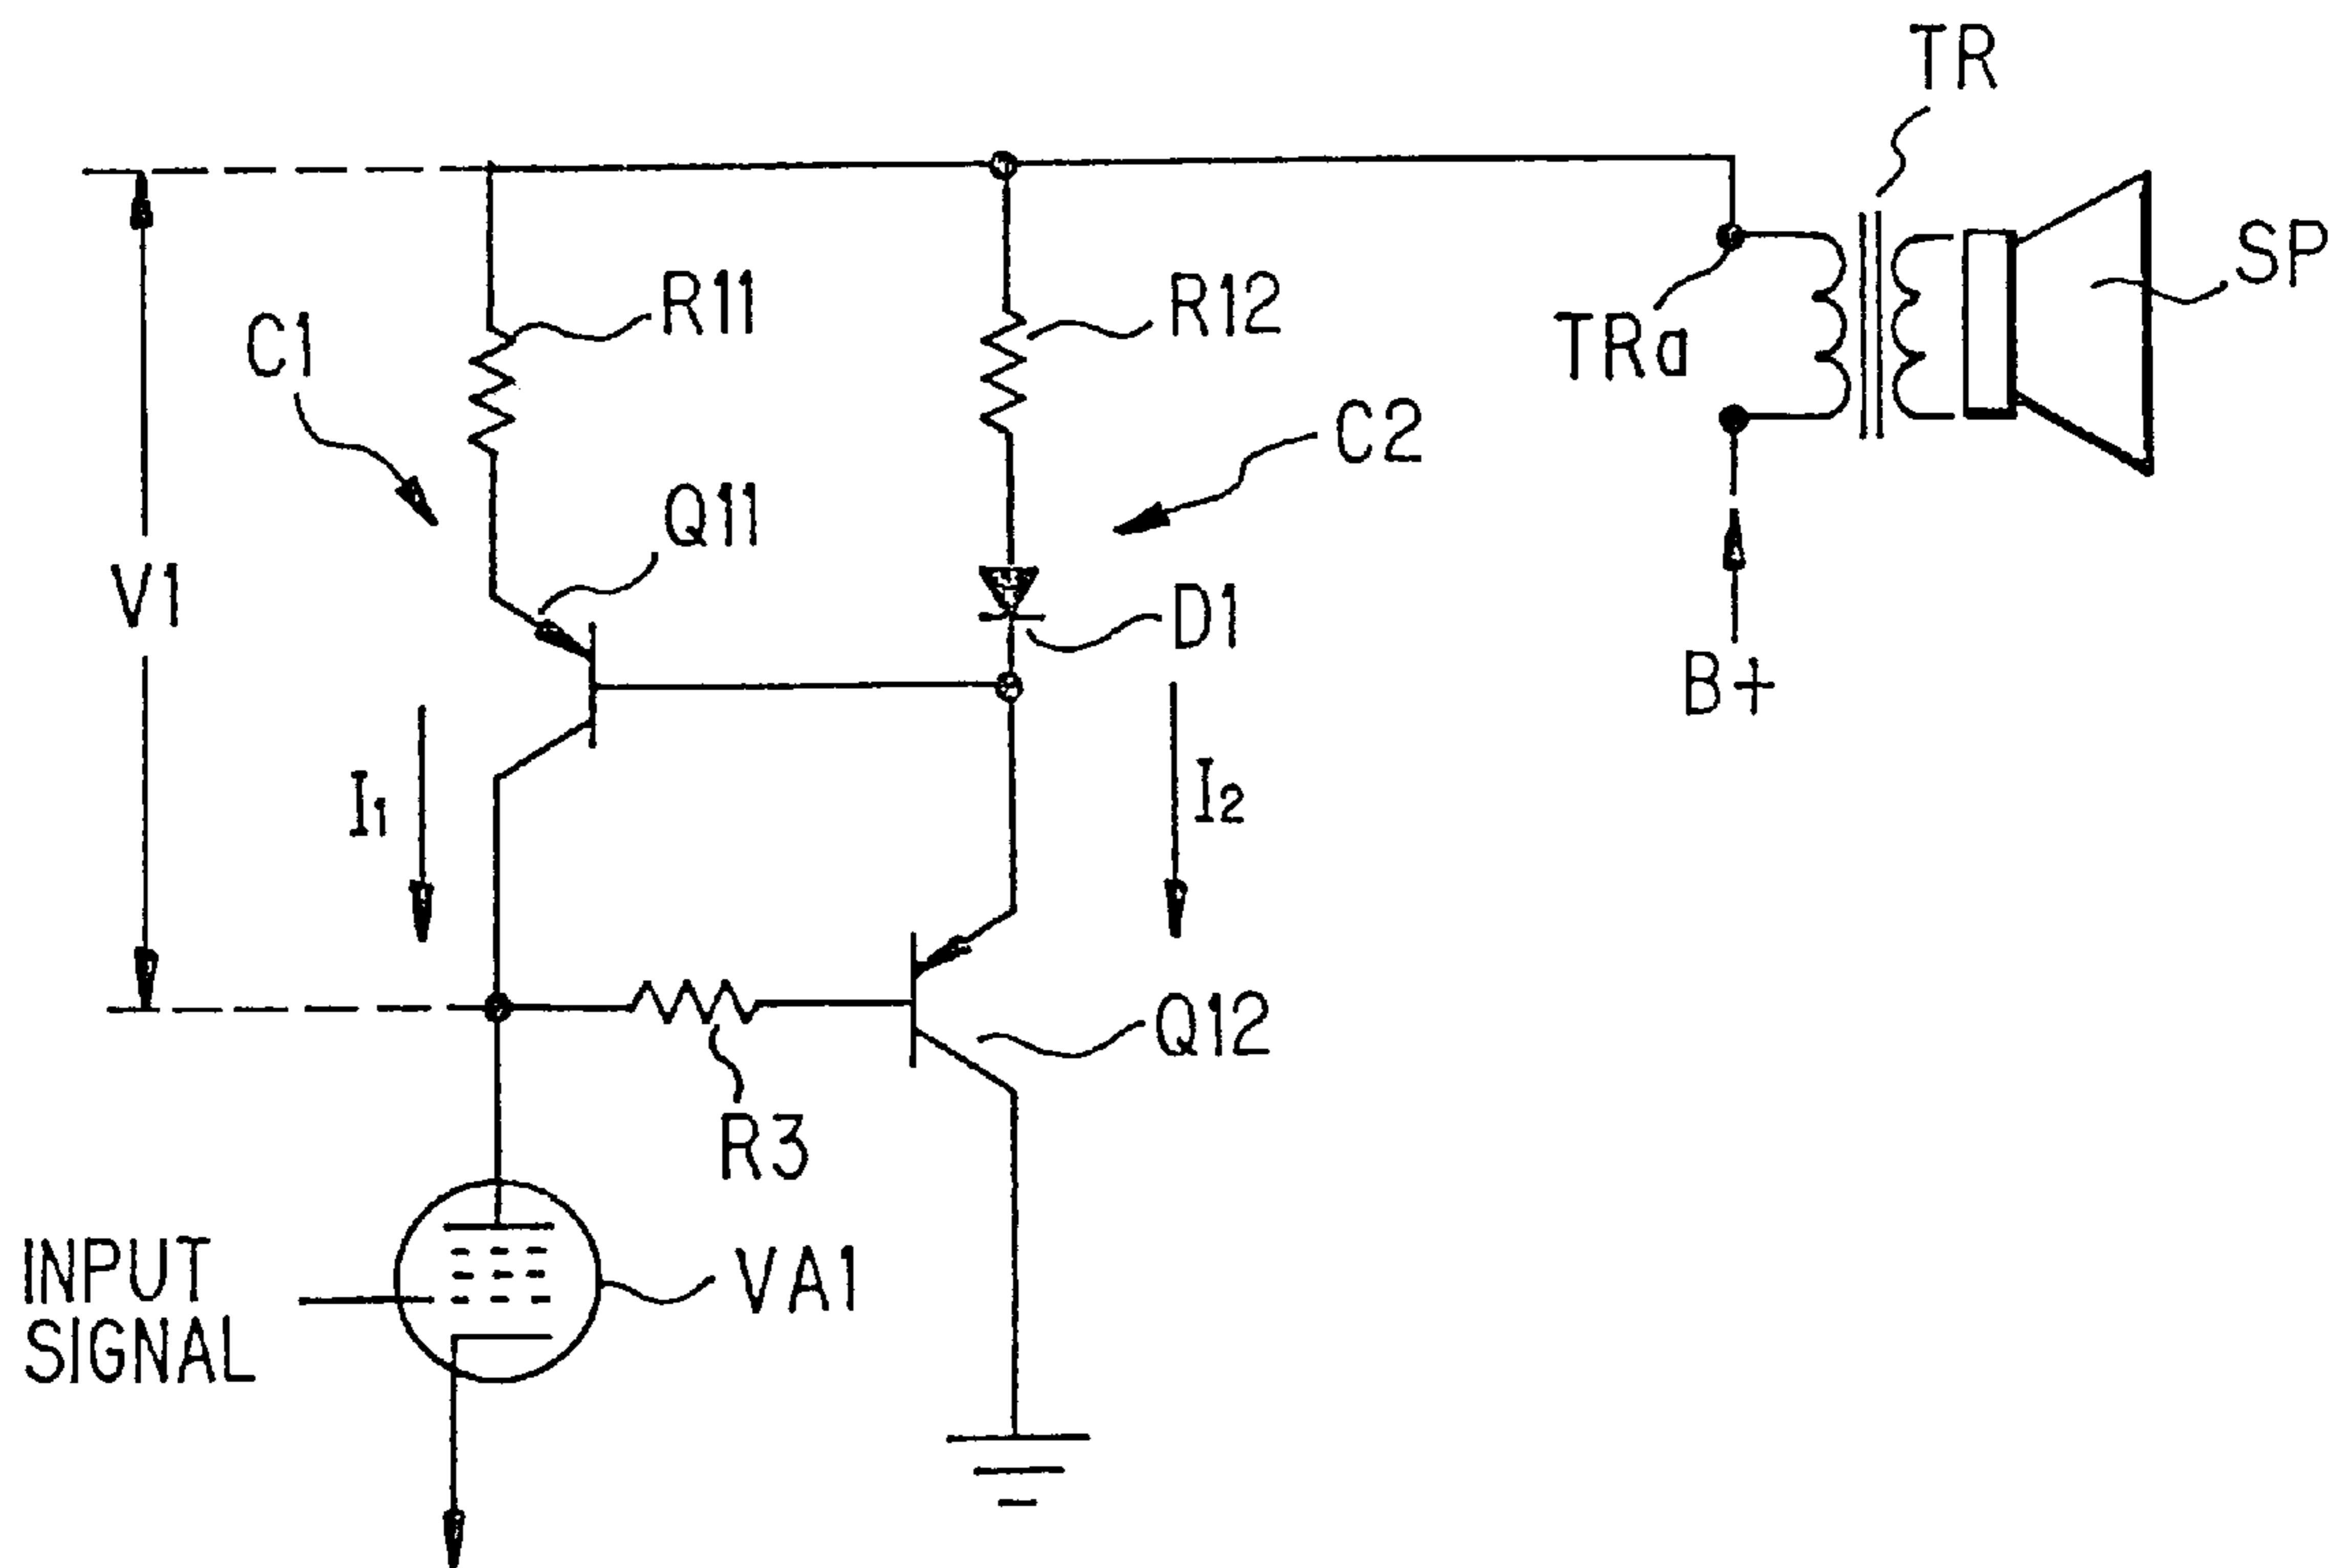 TR
SP
R11
R12
C1
TRa
C2
Q11
V1
D1
B+
I1
I2
Q12
R3
VA1
INPUT
SIGNAL